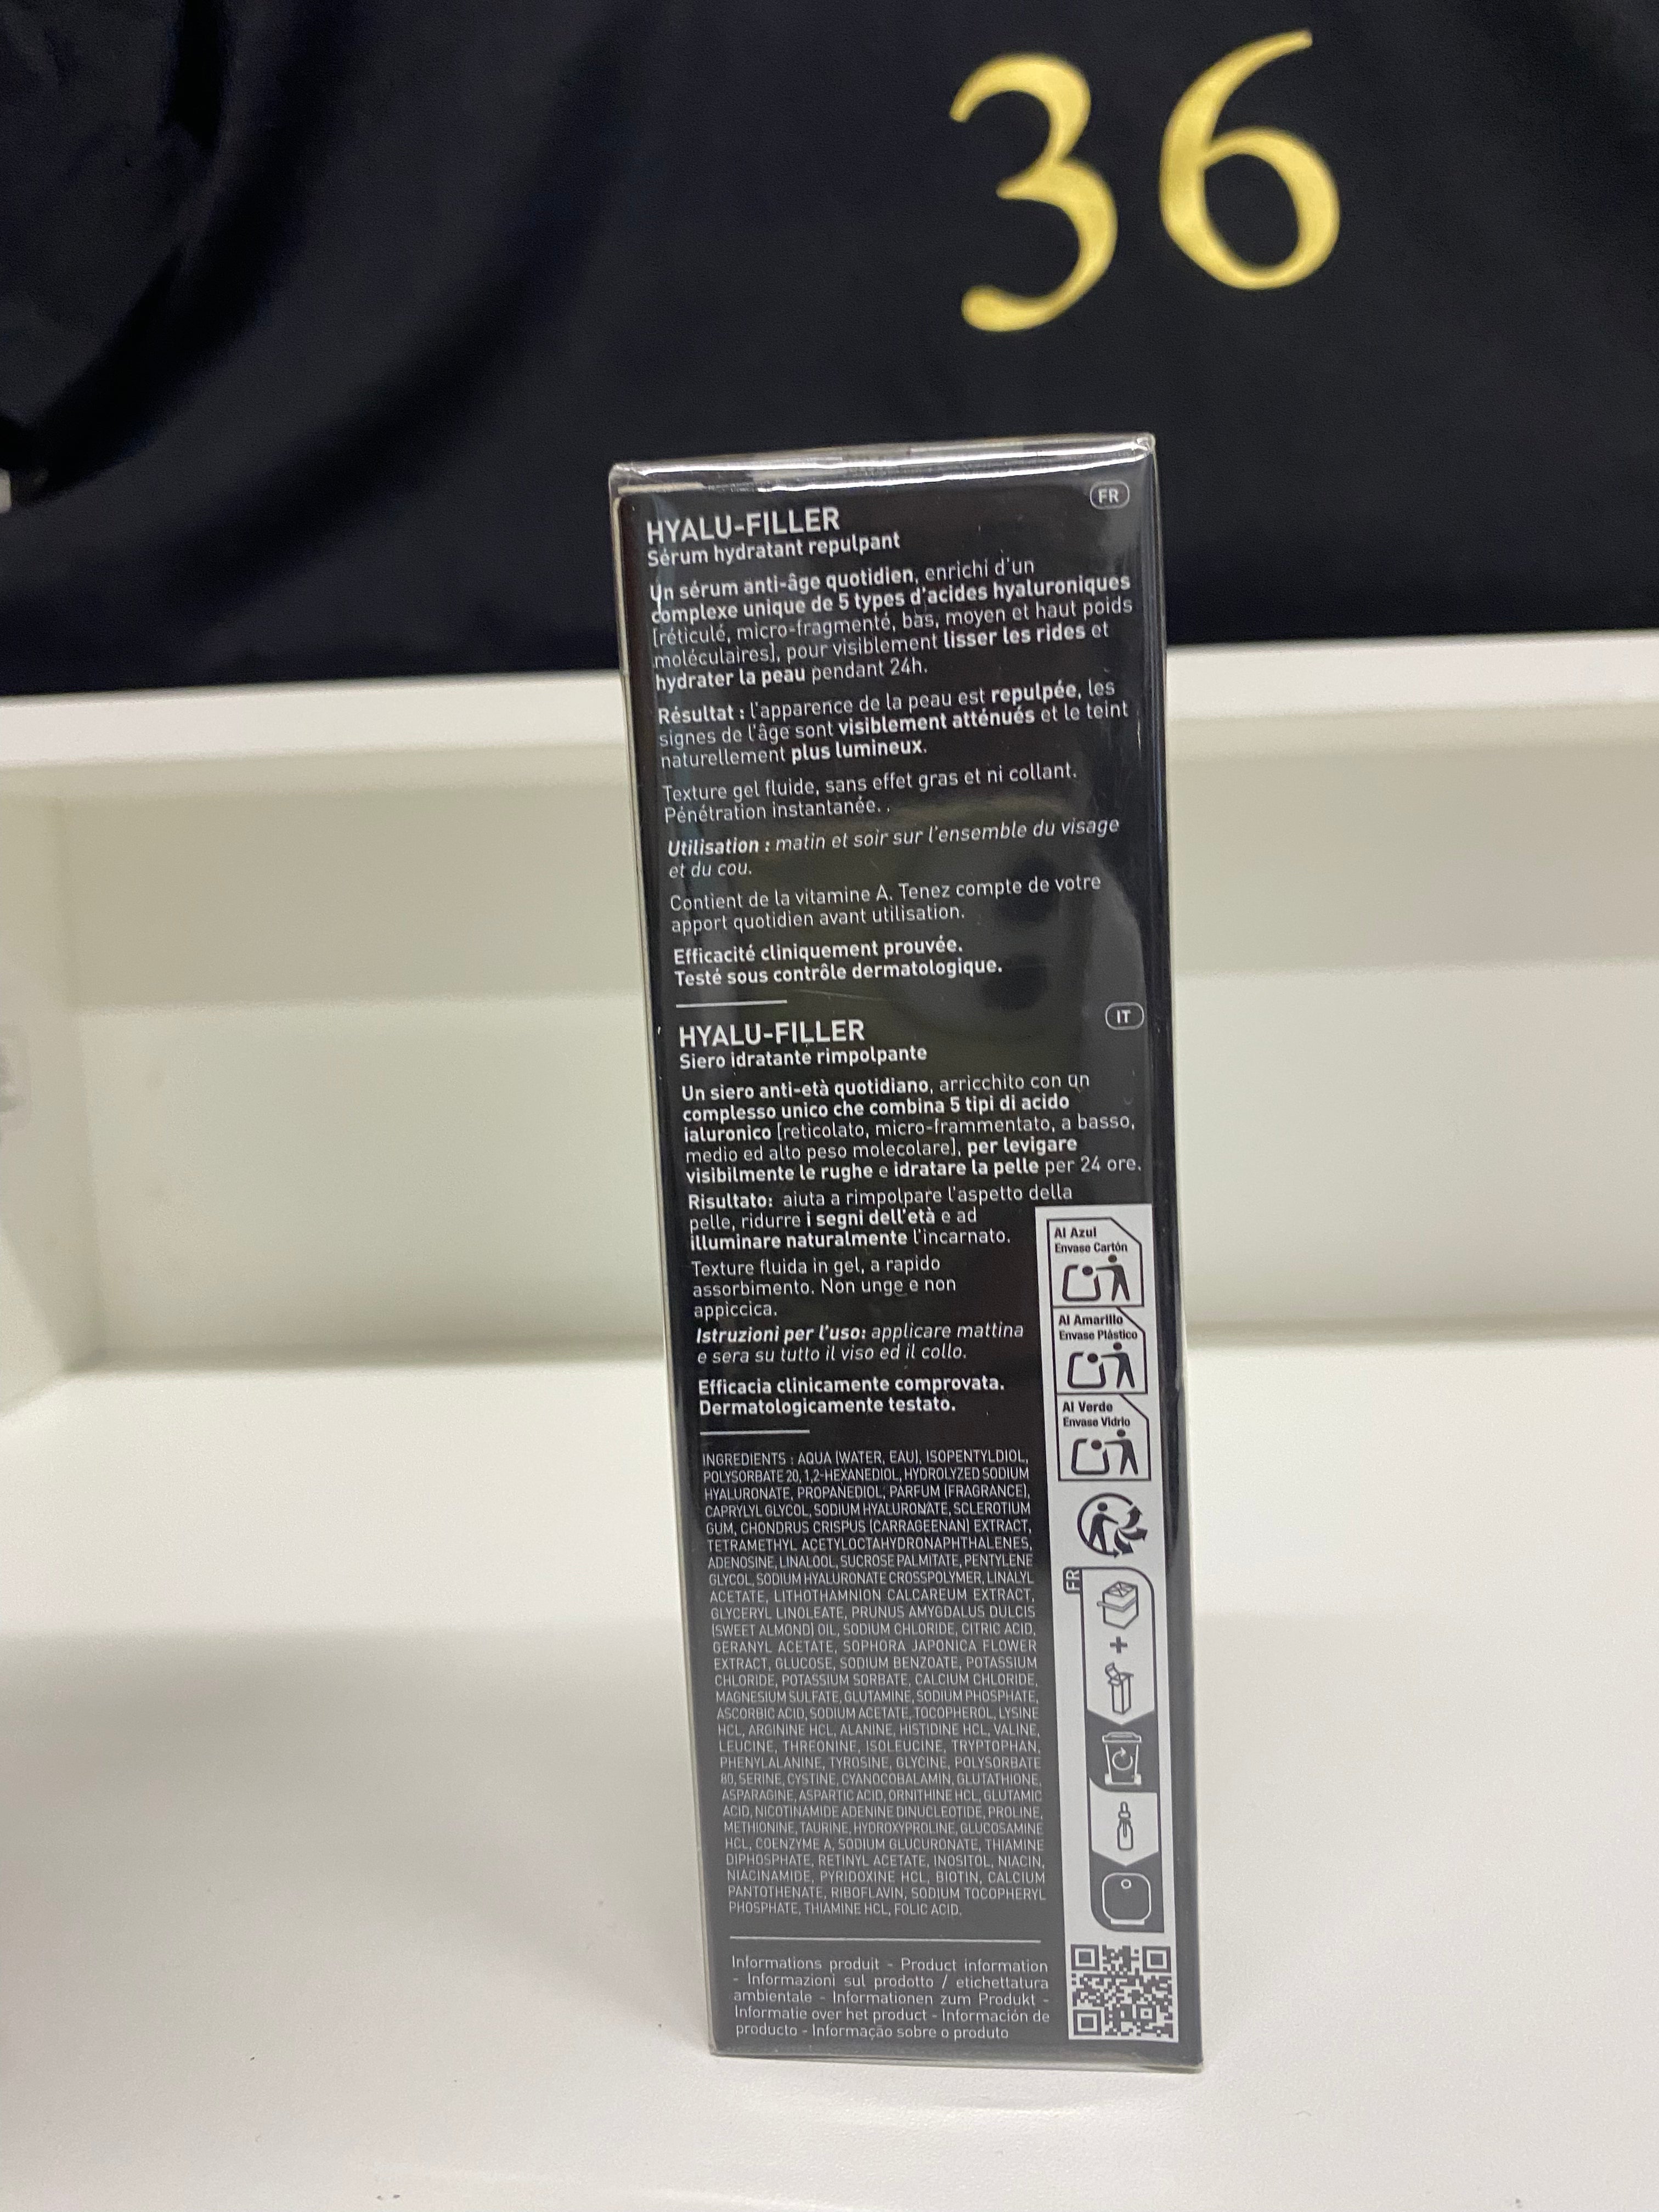 36
FR
HYALU-FILLER
Sérum hydratant repulpant
Un sérum anti-âge quotidien, enrichi d'un
complexe unique de 5 types d'acides hyaluroniques
[réticulé, micro-fragmenté, bas, moyen et haut poids
moléculaires], pour visiblement lisser les rides et
hydrater la peau pendant 24h.
Résultat : l'apparence de la peau est repulpée, les
signes de l'âge sont visiblement atténués et le teint
naturellement plus lumineux.
Texture gel fluide, sans effet gras et ni collant.
Pénétration instantanée. .
Utilisation : matin et soir sur l'ensemble du visage
et du cou.
Contient de la vitamine A. Tenez compte de votre
apport quotidien avant utilisation.
Efficacité cliniquement prouvée.
Testé sous contrôle dermatologique.
IT
HYALU-FILLER
Siero idratante rimpolpante
Un siero anti-età quotidiano, arricchito con un
complesso unico che combina 5 tipi di acido
ialuronico [reticolato, micro-frammentato, a basso,
medio ed alto peso molecolare], per levigare
visibilmente le rughe e idratare la pelle per 24 ore.
Risultato: aiuta a rimpolpare l'aspetto della
pelle, ridurre i segni dell'età e ad
illuminare naturalmente l'incarnato.
Texture fluida in gel, a rapido
assorbimento. Non unge e non
appiccica.
Istruzioni per l'uso: applicare mattina
e sera su tutto il viso ed il collo.
Efficacia clinicamente comprovata.
Dermatologicamente testato.
INGREDIENTS : AQUA (WATER, EAU), ISOPENTYLDIOL,
POLYSORBATE 20, 1,2-HEXANEDIOL, HYDROLYZED SODIUM
HYALURONATE, PROPANEDIOL, PARFUM (FRAGRANCE),
CAPRYLYL GLYCOL, SODIUM HYALURONATE, SCLEROTIUM
GUM, CHONDRUS CRISPUS (CARRAGEENAN) EXTRACT,
TETRAMETHYL ACETYLOCTAHYDRONAPHTHALENES,
ADENOSINE, LINALOOL, SUCROSE PALMITATE, PENTYLENE
GLYCOL, SODIUM HYALURONATE CROSSPOLYMER, LINALYL
ACETATE, LITHOTHAMNION CALCAREUM EXTRACT,
GLYCERYL LINOLEATE, PRUNUS AMYGDALUS DULCIS
(SWEET ALMOND) OIL, SODIUM CHLORIDE, CITRIC ACID,
GERANYL ACETATE, SOPHORA JAPONICA FLOWER
EXTRACT, GLUCOSE, SODIUM BENZOATE, POTASSIUM
CHLORIDE, POTASSIUM SORBATE, CALCIUM CHLORIDE,
MAGNESIUM SULFATE, GLUTAMINE, SODIUM PHOSPHATE,
ASCORBIC ACID, SODIUM ACETATE, TOCOPHEROL, LYSINE
HCL, ARGININE HCL, ALANINE, HISTIDINE HCL, VALINE,
LEUCINE, THREONINE, ISOLEUCINE, TRYPTOPHAN,
PHENYLALANINE, TYROSINE, GLYCINE, POLYSORBATE
80, SERINE, CYSTINE, CYANOCOBALAMIN, GLUTATHIONE,
ASPARAGINE, ASPARTIC ACID, ORNITHINE HCL, GLUTAMIC
ACID, NICOTINAMIDE ADENINE DINUCLEOTIDE, PROLINE,
METHIONINE, TAURINE, HYDROXYPROLINE, GLUCOSAMINE
HCL, COENZYME A, SODIUM GLUCURONATE, THIAMINE
DIPHOSPHATE, RETINYL ACETATE, INOSITOL, NIACIN,
NIACINAMIDE, PYRIDOXINE HCL, BIOTIN, CALCIUM
PANTOTHENATE, RIBOFLAVIN, SODIUM TOCOPHERYL
PHOSPHATE, THIAMINE HCL, FOLIC ACID.
Informations produit - Product information
- Informazioni sul prodotto / etichettatura
ambientale - Informationen zum Produkt -
Informatie over het product - Información de
producto - Informação sobre o produto
Al Azul
Envase Cartón
Al Amarillo
Envase Plástico
Al Verde
Envase Vidrio
FR
+